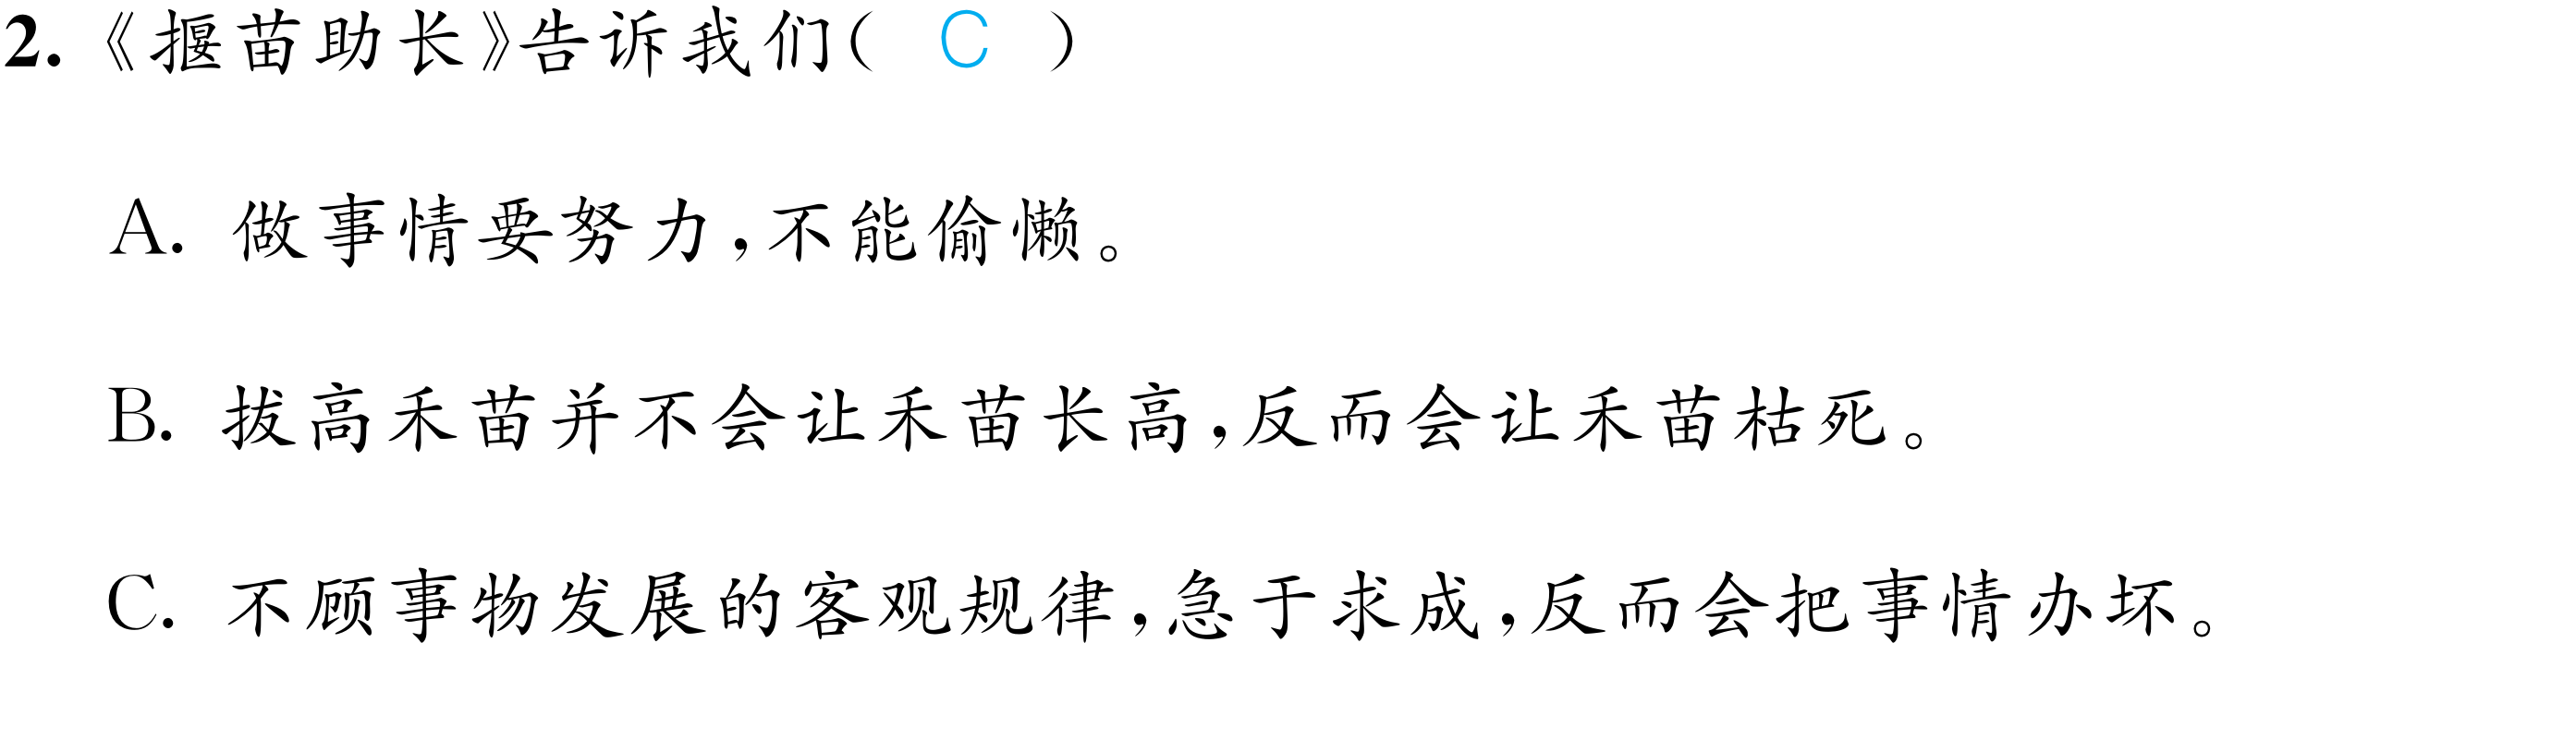 2.《揠苗助长》告诉我们( C )
A. 做事情要努力,不能偷懒。
B. 拔高禾苗并不会让禾苗长高,反而会让禾苗枯死。
C. 不顾事物发展的客观规律,急于求成,反而会把事情办坏。